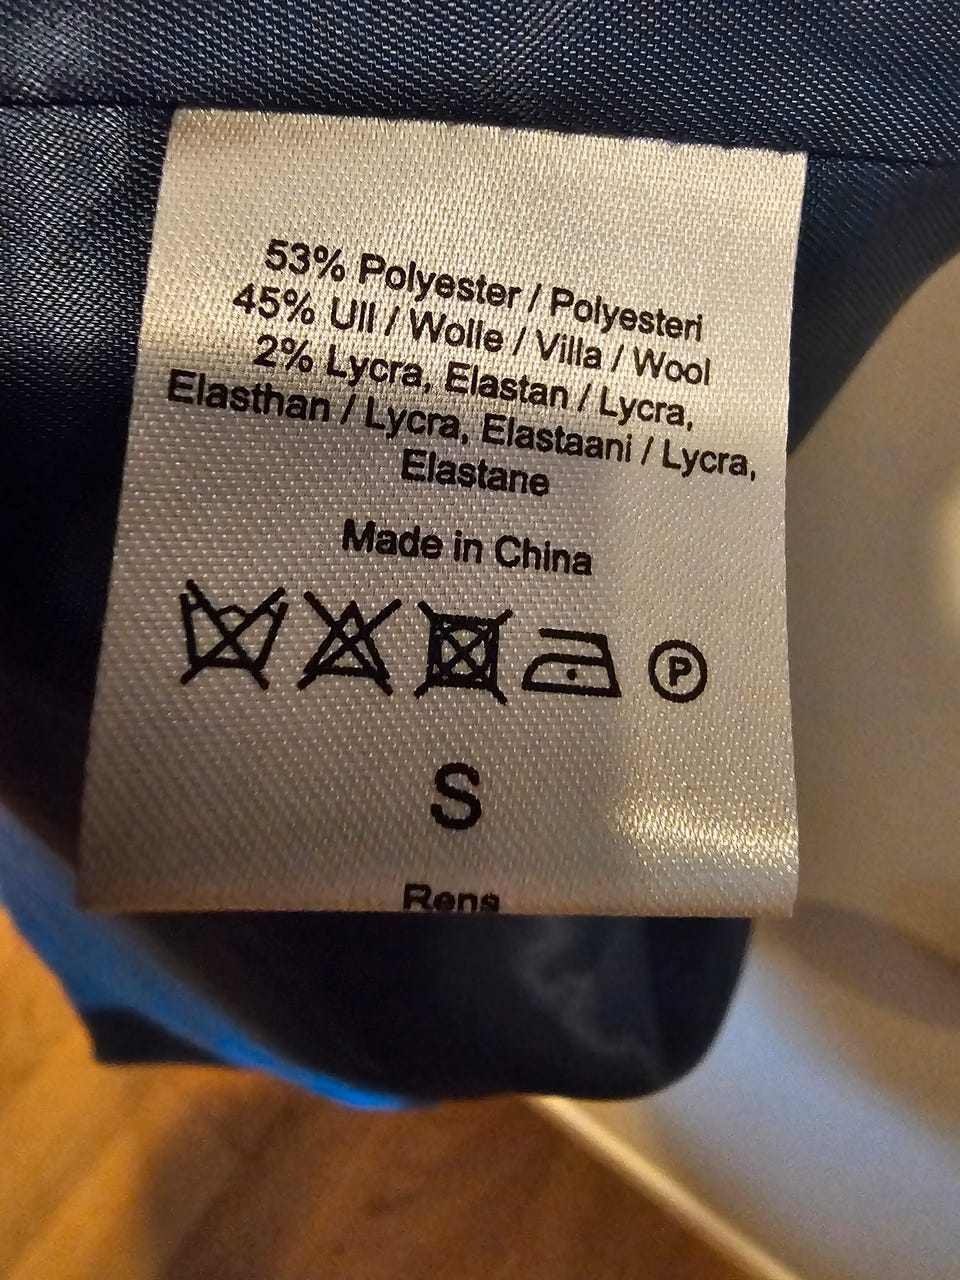 53% Polyester / Polyesteri
45% Ull / Wolle / Villa / Wool
2% Lycra, Elastan / Lycra,
Elasthan / Lycra, Elastaani / Lycra,
Elastane
Made in China
P
S
Rens